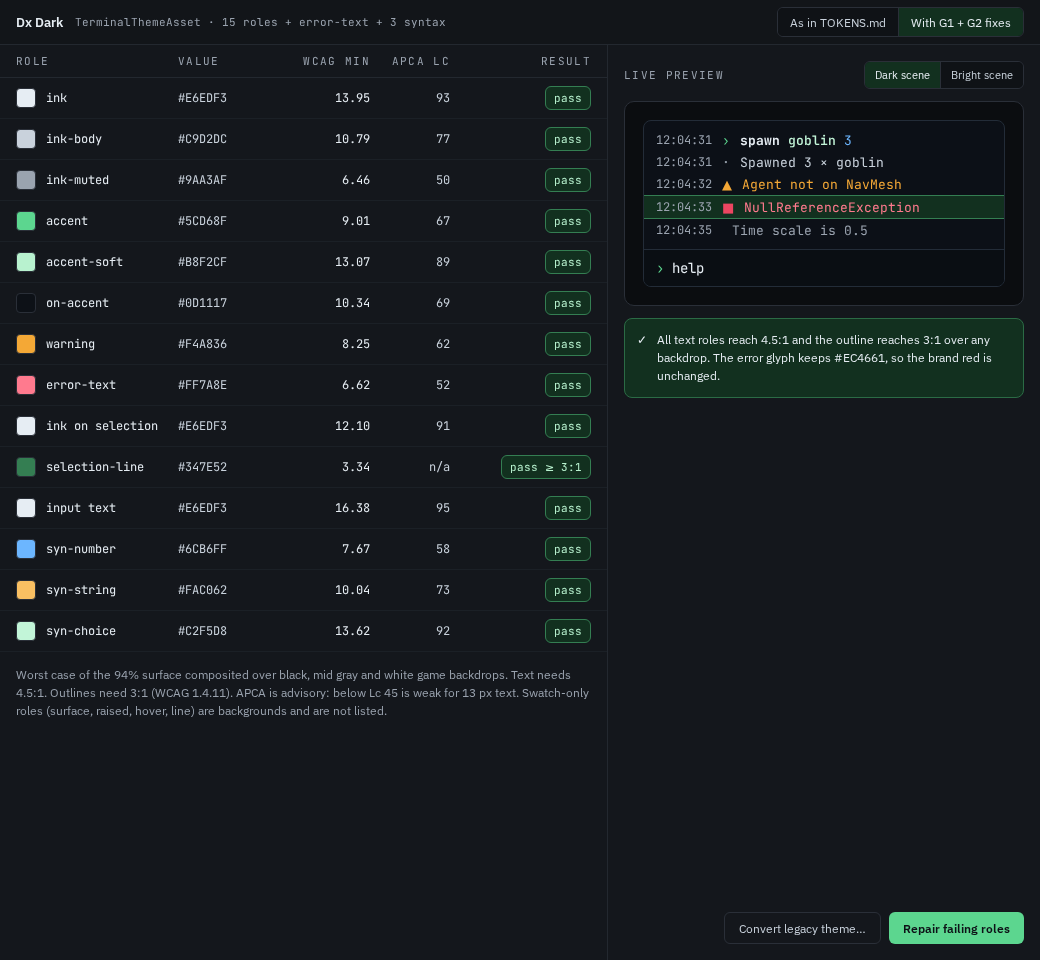 Dx Dark TerminalThemeAsset · 15 roles + error-text + 3 syntax As in TOKENS.md With G1 + G2 fixes
ROLE VALUE WCAG MIN APCA LC RESULT
ink #E6EDF3 13.95 93 pass
ink-body #C9D2DC 10.79 77 pass
ink-muted #9AA3AF 6.46 50 pass
accent #5CD68F 9.01 67 pass
accent-soft #B8F2CF 13.07 89 pass
on-accent #0D1117 10.34 69 pass
warning #F4A836 8.25 62 pass
error-text #FF7A8E 6.62 52 pass
ink on selection #E6EDF3 12.10 91 pass
selection-line #347E52 3.34 n/a pass ≥ 3:1
input text #E6EDF3 16.38 95 pass
syn-number #6CB6FF 7.67 58 pass
syn-string #FAC062 10.04 73 pass
syn-choice #C2F5D8 13.62 92 pass
Worst case of the 94% surface composited over black, mid gray and white game backdrops. Text needs
4.5:1. Outlines need 3:1 (WCAG 1.4.11). APCA is advisory: below Lc 45 is weak for 13 px text. Swatch-only
roles (surface, raised, hover, line) are backgrounds and are not listed.
LIVE PREVIEW Dark scene Bright scene
12:04:31 › spawn goblin 3
12:04:31 · Spawned 3 × goblin
12:04:32 ▲ Agent not on NavMesh
12:04:33 ■ NullReferenceException
12:04:35 Time scale is 0.5
› help
✓ All text roles reach 4.5:1 and the outline reaches 3:1 over any
backdrop. The error glyph keeps #EC4661, so the brand red is
unchanged.
Convert legacy theme… Repair failing roles